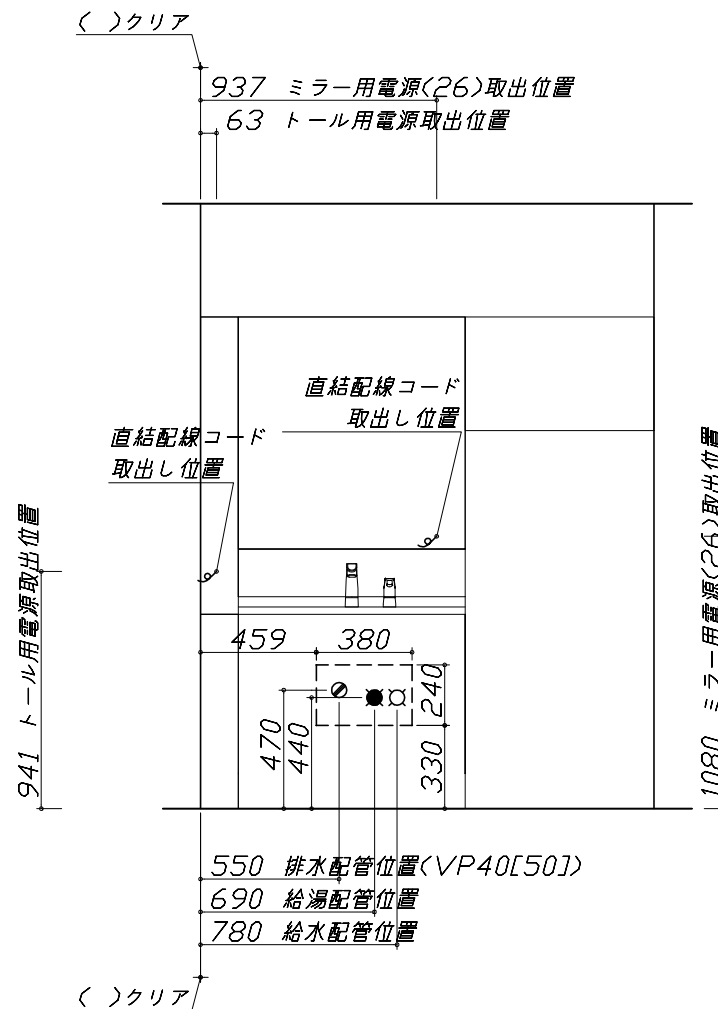 ( )クリア
937 ミラー用電源(26)取出位置
63 トール用電源取出位置
直結配線コード
取出し位置
直結配線コード
取出し位置
941 トール用電源取出位置
1080 ミラー用電源(26)取出位置
459
380
240
470
440
330
550 排水配管位置(VP40[50])
690 給湯配管位置
780 給水配管位置
( )クリア